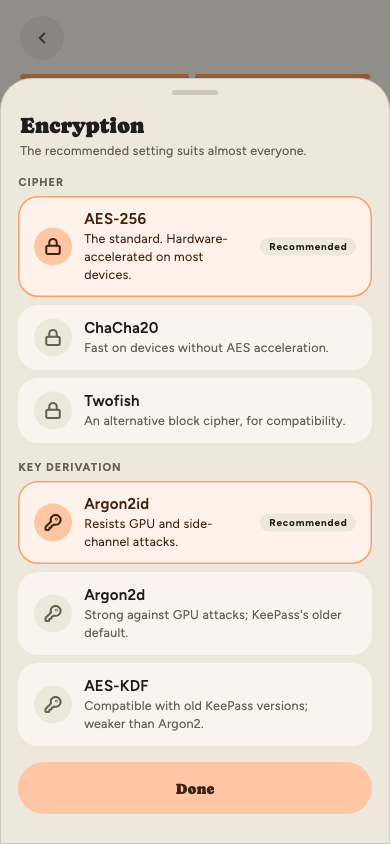 Encryption
The recommended setting suits almost everyone.
CIPHER
AES-256
The standard. Hardware-
accelerated on most
devices.
Recommended
ChaCha20
Fast on devices without AES acceleration.
Twofish
An alternative block cipher, for compatibility.
KEY DERIVATION
Argon2id
Resists GPU and side-
channel attacks.
Recommended
Argon2d
Strong against GPU attacks; KeePass's older
default.
AES-KDF
Compatible with old KeePass versions;
weaker than Argon2.
Done